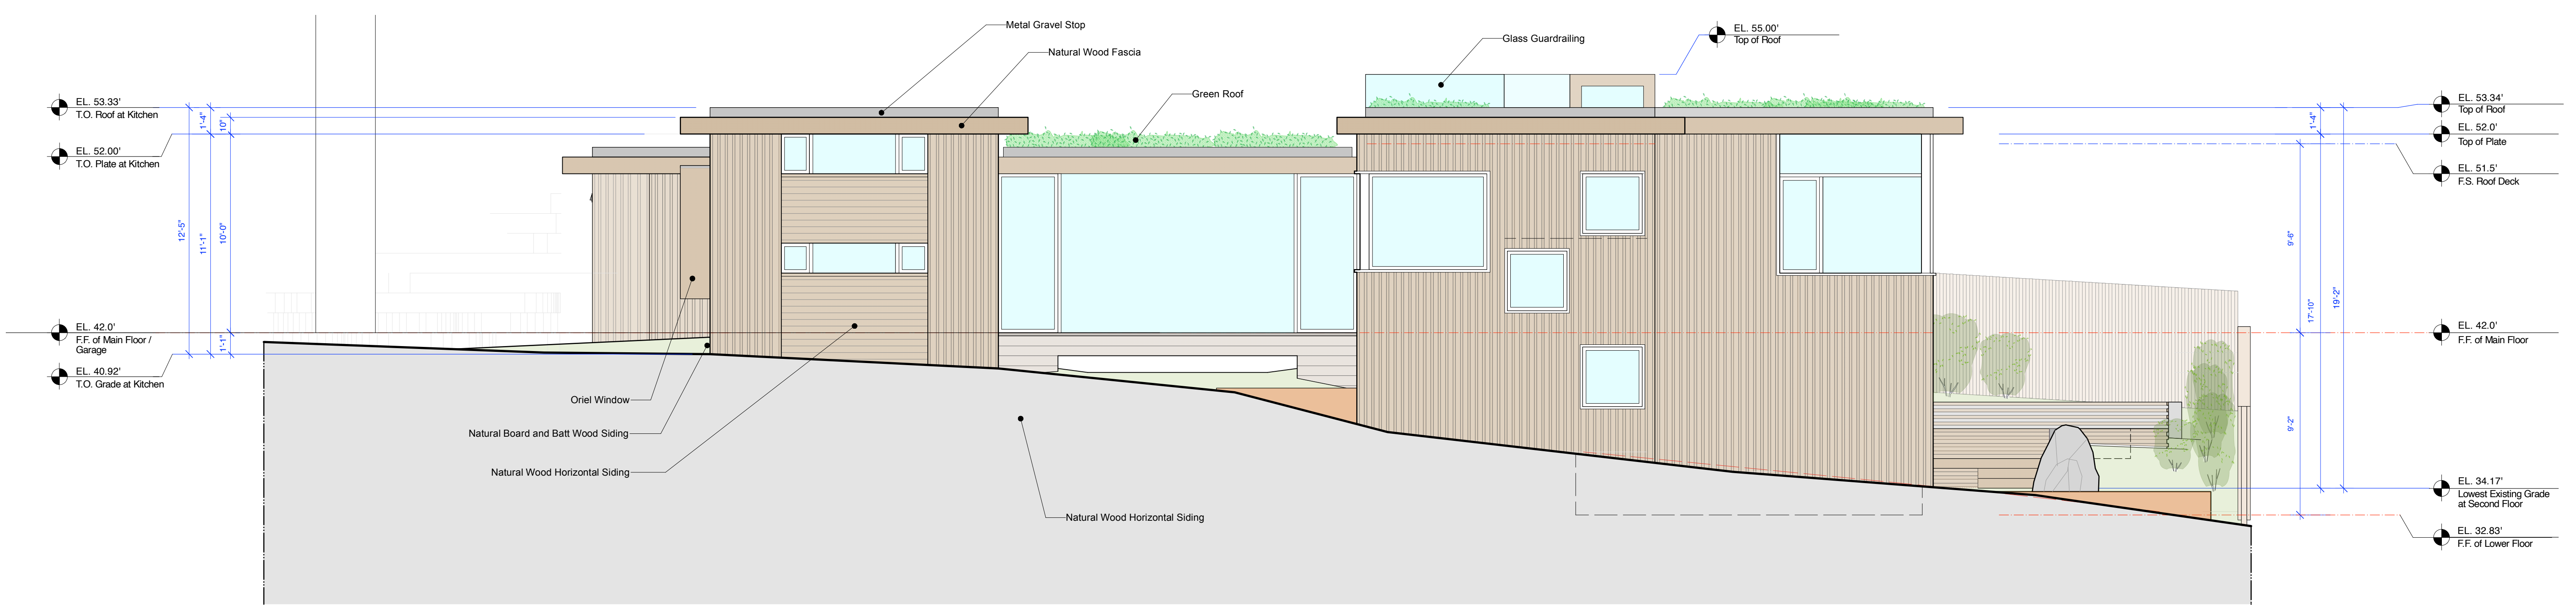 Metal Gravel Stop
Natural Wood Fascia
Green Roof
Glass Guardrailing
EL. 55.00'
Top of Roof
EL. 53.33'
T.O. Roof at Kitchen
EL. 52.00'
T.O. Plate at Kitchen
EL. 42.0'
F.F. of Main Floor /
Garage
EL. 40.92'
T.O. Grade at Kitchen
12'-5"
1'-4"
11'-1"
10"
10'-0"
1'-1"
Oriel Window
Natural Board and Batt Wood Siding
Natural Wood Horizontal Siding
Natural Wood Horizontal Siding
9'-6"
9'-2"
1'-4"
17'-10"
19'-2"
EL. 53.34'
Top of Roof
EL. 52.0'
Top of Plate
EL. 51.5'
F.S. Roof Deck
EL. 42.0'
F.F. of Main Floor
EL. 34.17'
Lowest Existing Grade
at Second Floor
EL. 32.83'
F.F. of Lower Floor